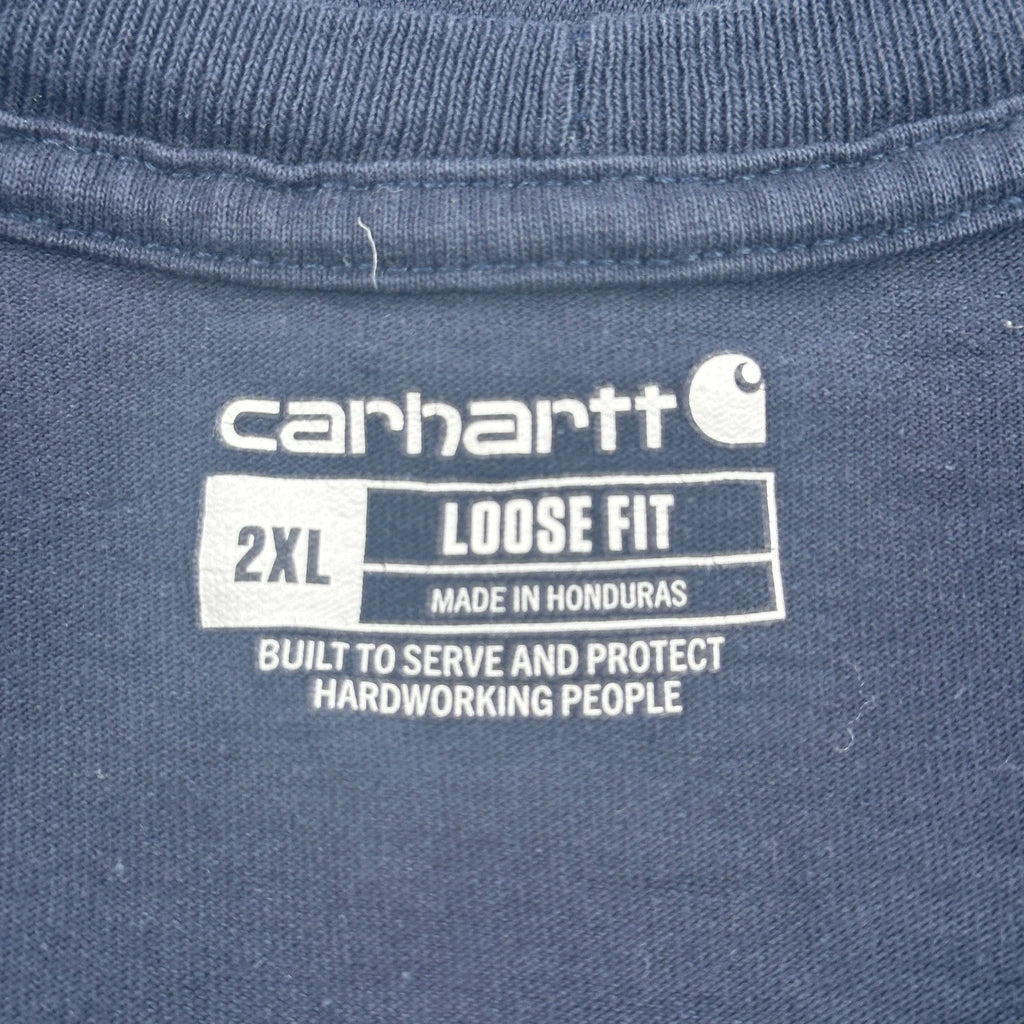 carhartt
2XL
LOOSE FIT
MADE IN HONDURAS
BUILT TO SERVE AND PROTECT
HARDWORKING PEOPLE